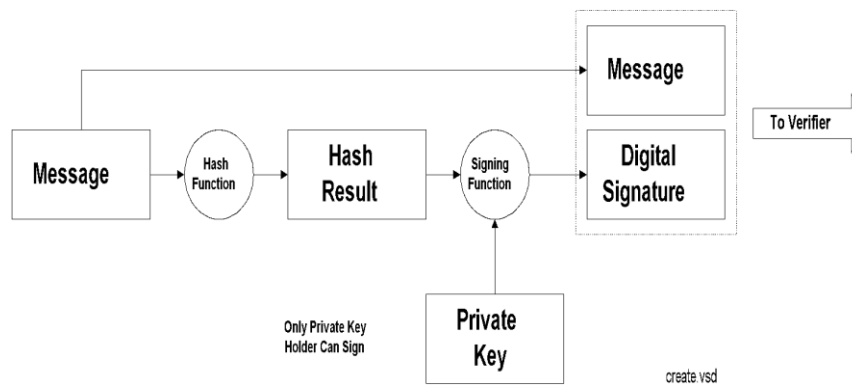 Message
To Verifier
Message
Hash
Function
Hash
Result
Signing
Function
Digital
Signature
Only Private Key
Holder Can Sign
Private
Key
create.vsd